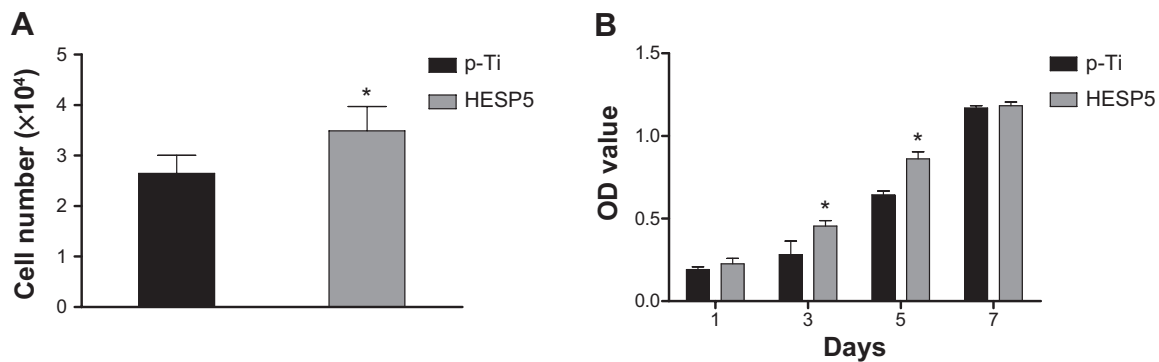 A
Cell number (×10⁴)
5
4
3
2
1
0
*
p-Ti
HESP5
B
OD value
1.5
1.0
0.5
0.0
*
*
1 3 5 7
Days
p-Ti
HESP5